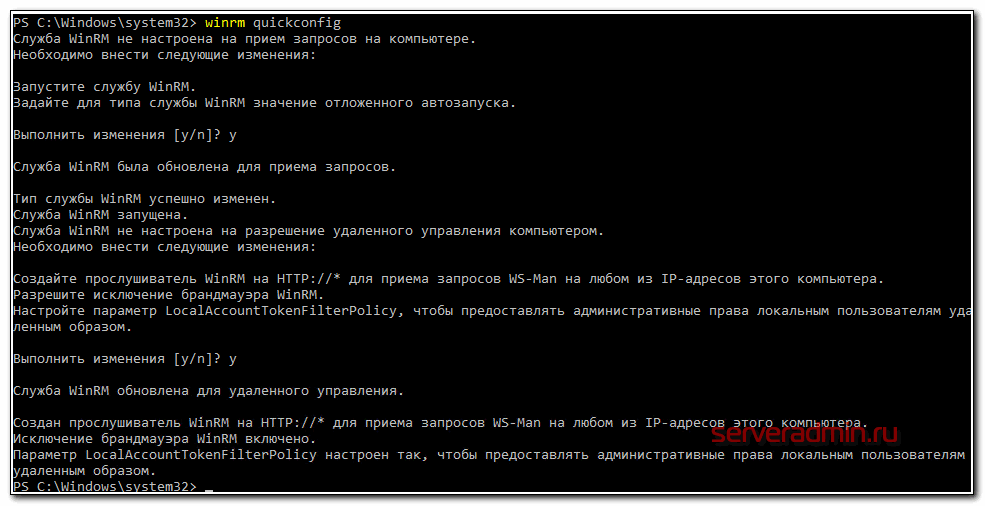 PS C:\Windows\system32> winrm quickconfig
Служба WinRM не настроена на прием запросов на компьютере.
Необходимо внести следующие изменения:
Запустите службу WinRM.
Задайте для типа службы WinRM значение отложенного автозапуска.
Выполнить изменения [y/n]? y
Служба WinRM была обновлена для приема запросов.
Тип службы WinRM успешно изменен.
Служба WinRM запущена.
Служба WinRM не настроена на разрешение удаленного управления компьютером.
Необходимо внести следующие изменения:
Создайте прослушиватель WinRM на HTTP://* для приема запросов WS-Man на любом из IP-адресов этого компьютера.
Разрешите исключение брандмауэра WinRM.
Настройте параметр LocalAccountTokenFilterPolicy, чтобы предоставлять административные права локальным пользователям уда
ленным образом.
Выполнить изменения [y/n]? y
Служба WinRM обновлена для удаленного управления.
Создан прослушиватель WinRM на HTTP://* для приема запросов WS-Man на любом из IP-адресов этого компьютера.
Исключение брандмауэра WinRM включено.
serveradmin.ru
Параметр LocalAccountTokenFilterPolicy настроен так, чтобы предоставлять административные права локальным пользователям
удаленным образом.
PS C:\Windows\system32>